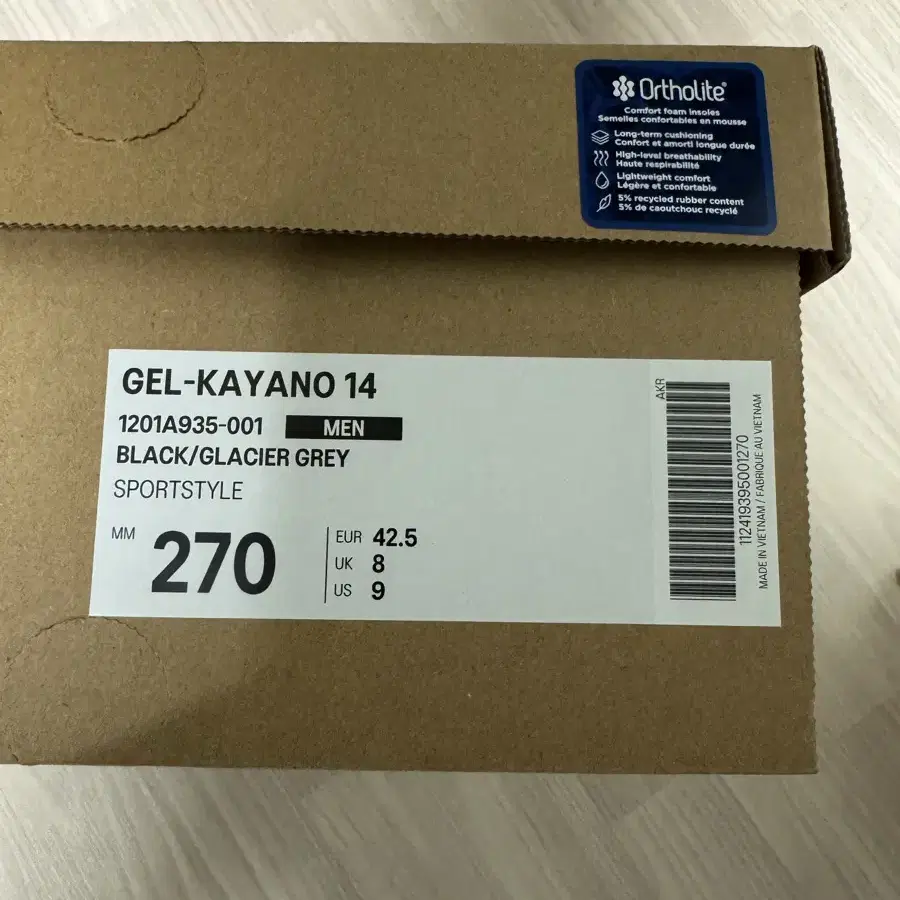 Ortholite®
Comfort foam insoles
Semelles confortables en mousse
Long-term cushioning
Confort et amorti longue durée
High-level breathability
Haute respirabilité
Lightweight comfort
Légère et confortable
5% recycled rubber content
5% de caoutchouc recyclé
GEL-KAYANO 14
1201A935-001 MEN
BLACK/GLACIER GREY
SPORTSTYLE
MM 270
EUR 42.5
UK 8
US 9
AKR
112419395001270
MADE IN VIETNAM / FABRIQUE AU VIETNAM